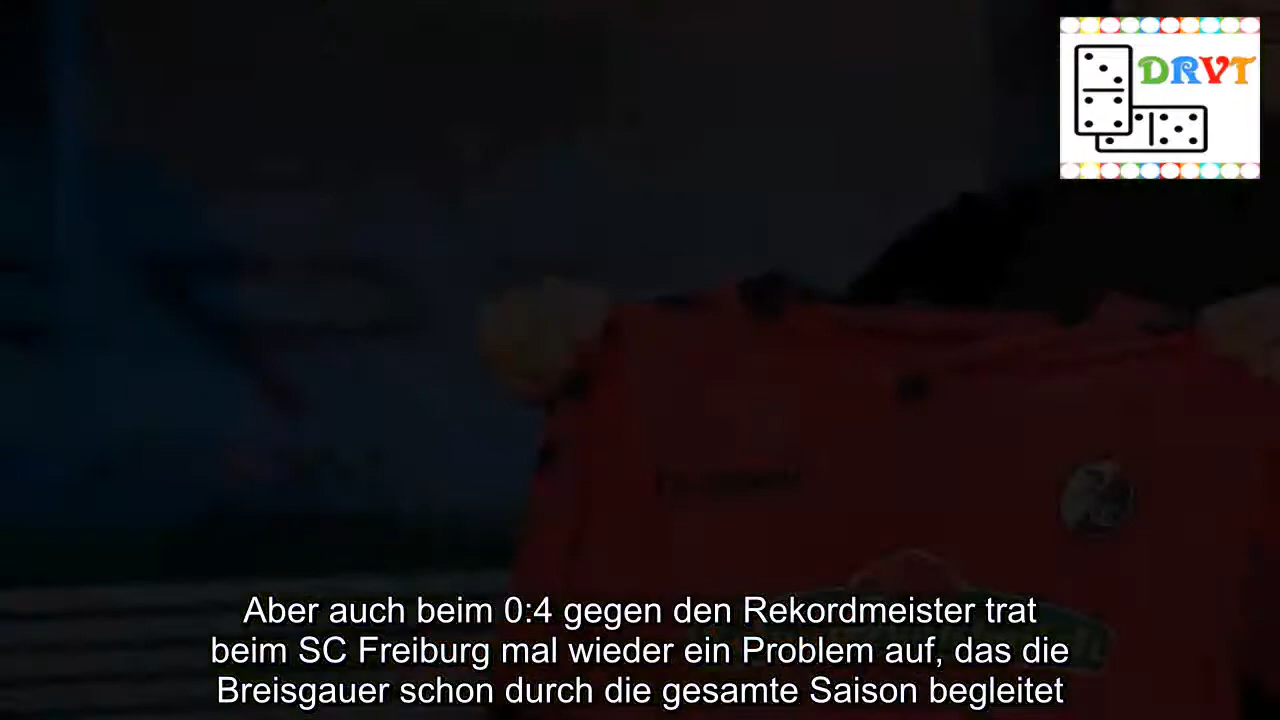 DRVT
Aber auch beim 0:4 gegen den Rekordmeister trat
beim SC Freiburg mal wieder ein Problem auf, das die
Breisgauer schon durch die gesamte Saison begleitet